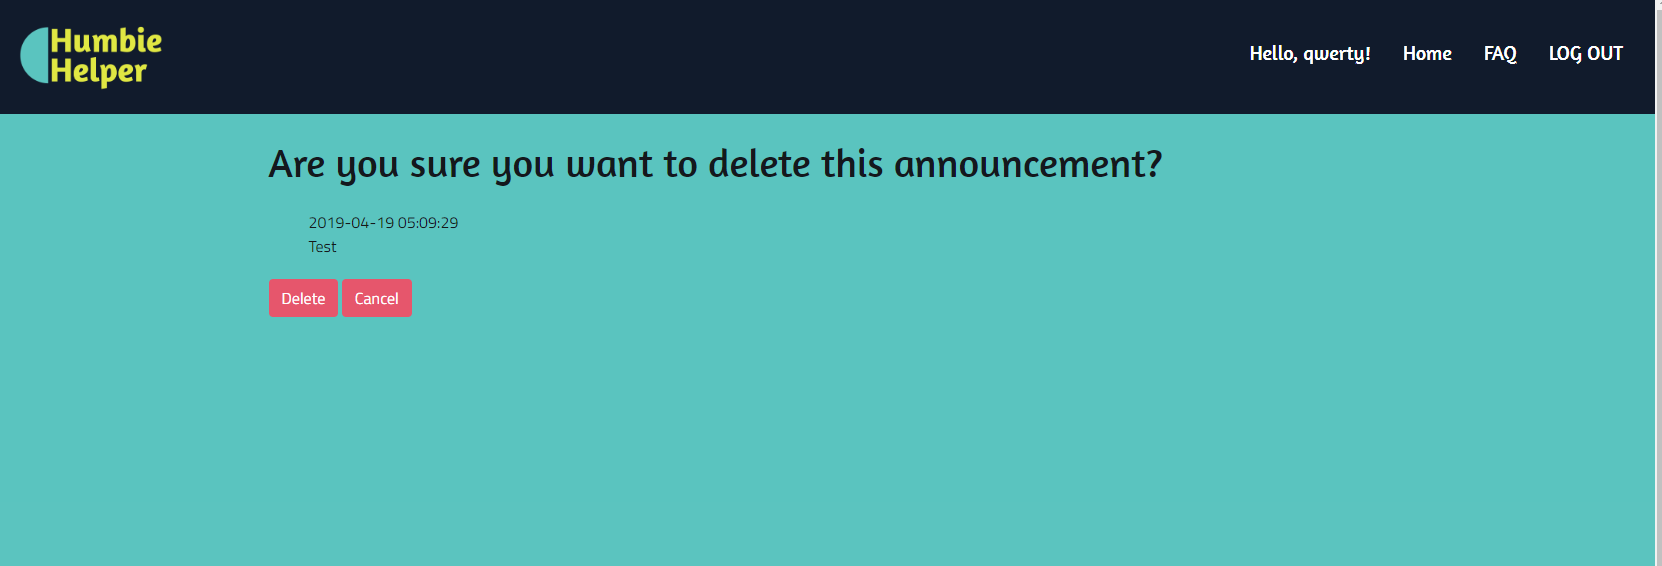 Humbie
Helper
Hello, qwerty! Home FAQ LOG OUT
Are you sure you want to delete this announcement?
2019-04-19 05:09:29
Test
Delete Cancel